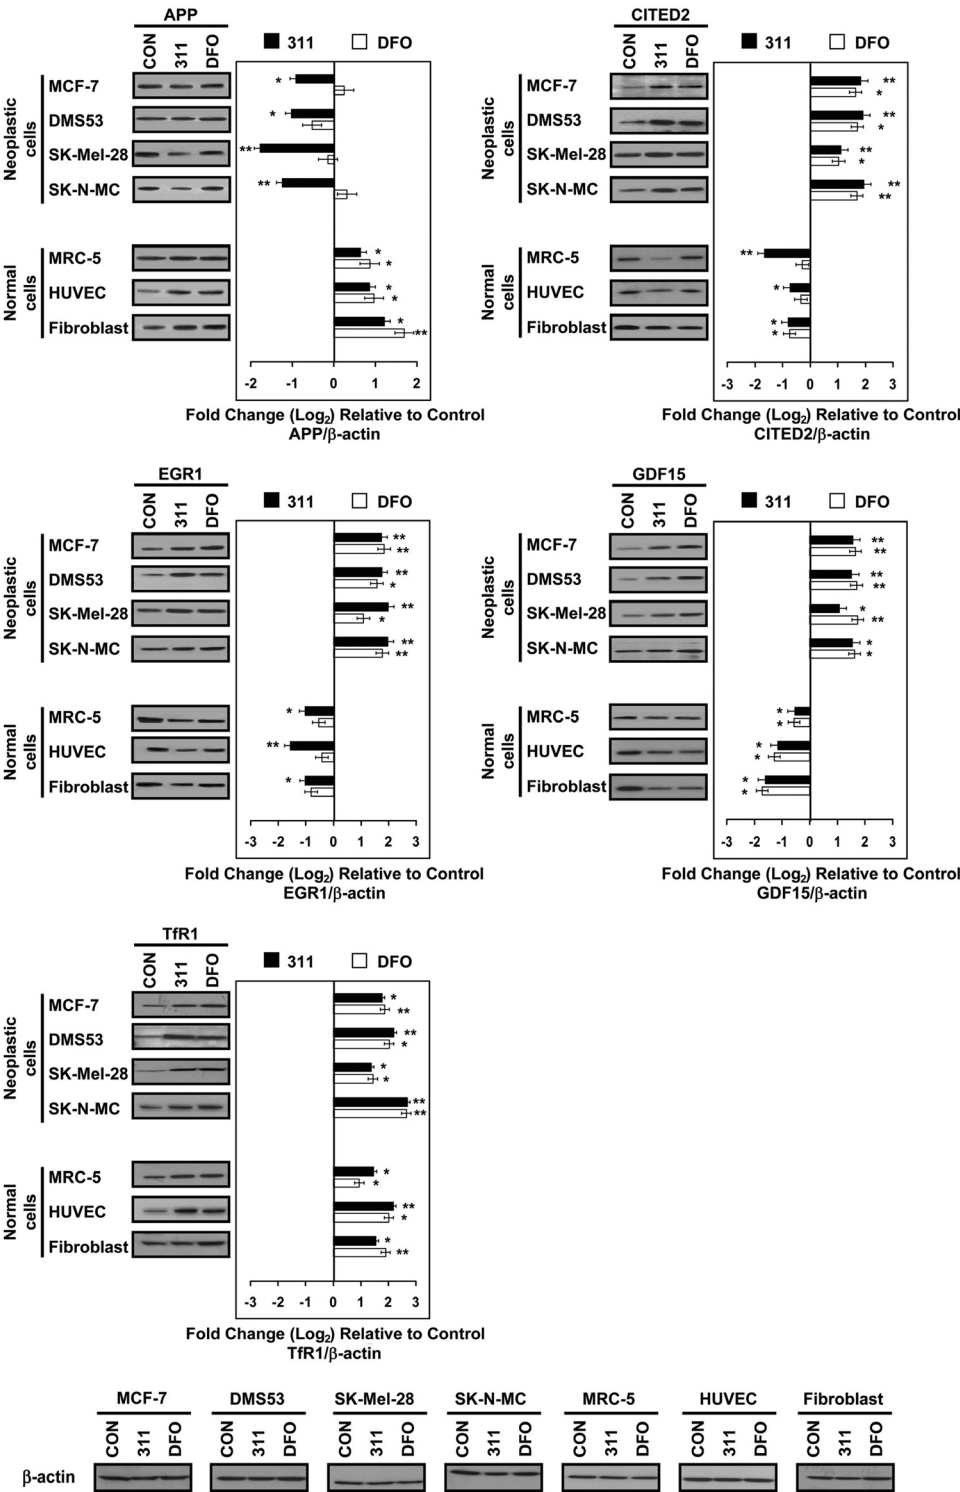 APP
CON 311 DFO
311 DFO
Neoplastic cells
MCF-7
*
DMS53
*
SK-Mel-28
**
SK-N-MC
**
Normal cells
MRC-5
*
*
HUVEC
*
*
Fibroblast
*
**
-2 -1 0 1 2
Fold Change (Log2) Relative to Control
APP/β-actin
CITED2
CON 311 DFO
311 DFO
Neoplastic cells
MCF-7
**
*
DMS53
**
*
SK-Mel-28
**
*
SK-N-MC
**
**
Normal cells
MRC-5
**
HUVEC
*
Fibroblast
*
*
-3 -2 -1 0 1 2 3
Fold Change (Log2) Relative to Control
CITED2/β-actin
EGR1
CON 311 DFO
311 DFO
Neoplastic cells
MCF-7
**
**
DMS53
**
*
SK-Mel-28
**
*
SK-N-MC
**
**
Normal cells
MRC-5
*
HUVEC
**
Fibroblast
*
-3 -2 -1 0 1 2 3
Fold Change (Log2) Relative to Control
EGR1/β-actin
GDF15
CON 311 DFO
311 DFO
Neoplastic cells
MCF-7
**
**
DMS53
**
**
SK-Mel-28
*
**
SK-N-MC
*
*
Normal cells
MRC-5
*
*
HUVEC
*
*
Fibroblast
*
*
-3 -2 -1 0 1 2 3
Fold Change (Log2) Relative to Control
GDF15/β-actin
TfR1
CON 311 DFO
311 DFO
Neoplastic cells
MCF-7
*
**
DMS53
**
*
SK-Mel-28
*
*
SK-N-MC
**
**
Normal cells
MRC-5
*
*
HUVEC
**
*
Fibroblast
*
**
-3 -2 -1 0 1 2 3
Fold Change (Log2) Relative to Control
TfR1/β-actin
MCF-7 DMS53 SK-Mel-28 SK-N-MC MRC-5 HUVEC Fibroblast
CON 311 DFO CON 311 DFO CON 311 DFO CON 311 DFO CON 311 DFO CON 311 DFO CON 311 DFO
β-actin